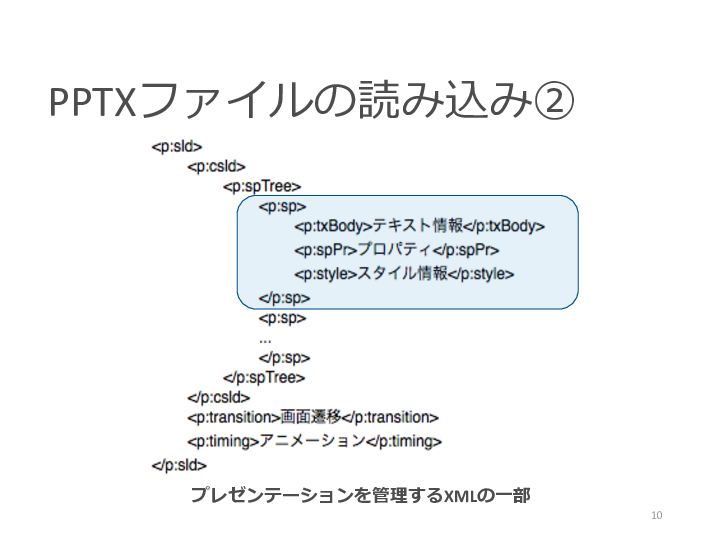 PPTXファイルの読み込み②
<p:sld>
<p:csld>
<p:spTree>
<p:sp>
<p:txBody>テキスト情報</p:txBody>
<p:spPr>プロパティ</p:spPr>
<p:style>スタイル情報</p:style>
</p:sp>
<p:sp>
...
</p:sp>
</p:spTree>
</p:csld>
<p:transition>画面遷移</p:transition>
<p:timing>アニメーション</p:timing>
</p:sld>
プレゼンテーションを管理するXMLの一部
10